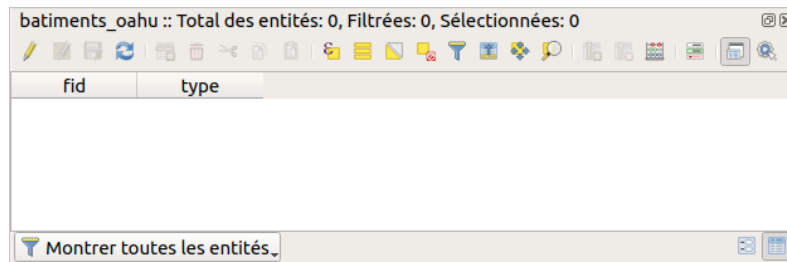 batiments_oahu :: Total des entités: 0, Filtrées: 0, Sélectionnées: 0
fid type
Montrer toutes les entités